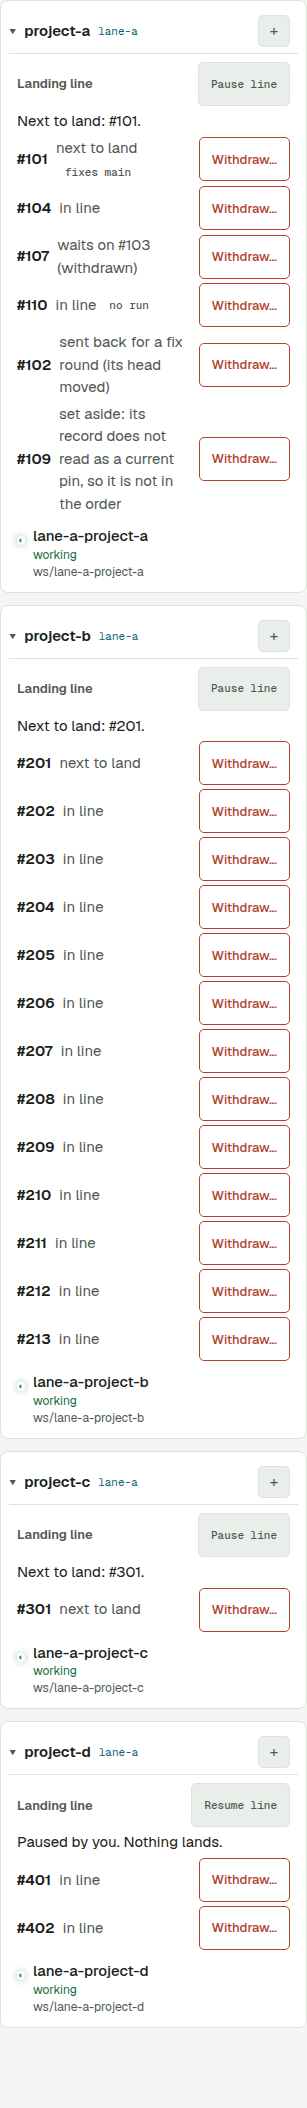 ▾ project-a lane-a +
Landing line Pause line
Next to land: #101.
#101 next to land fixes main Withdraw…
#104 in line Withdraw…
#107 waits on #103
(withdrawn) Withdraw…
#110 in line no run Withdraw…
#102 sent back for a fix
round (its head
moved) Withdraw…
#109 set aside: its
record does not
read as a current
pin, so it is not in
the order Withdraw…
lane-a-project-a
working
ws/lane-a-project-a
▾ project-b lane-a +
Landing line Pause line
Next to land: #201.
#201 next to land Withdraw…
#202 in line Withdraw…
#203 in line Withdraw…
#204 in line Withdraw…
#205 in line Withdraw…
#206 in line Withdraw…
#207 in line Withdraw…
#208 in line Withdraw…
#209 in line Withdraw…
#210 in line Withdraw…
#211 in line Withdraw…
#212 in line Withdraw…
#213 in line Withdraw…
lane-a-project-b
working
ws/lane-a-project-b
▾ project-c lane-a +
Landing line Pause line
Next to land: #301.
#301 next to land Withdraw…
lane-a-project-c
working
ws/lane-a-project-c
▾ project-d lane-a +
Landing line Resume line
Paused by you. Nothing lands.
#401 in line Withdraw…
#402 in line Withdraw…
lane-a-project-d
working
ws/lane-a-project-d